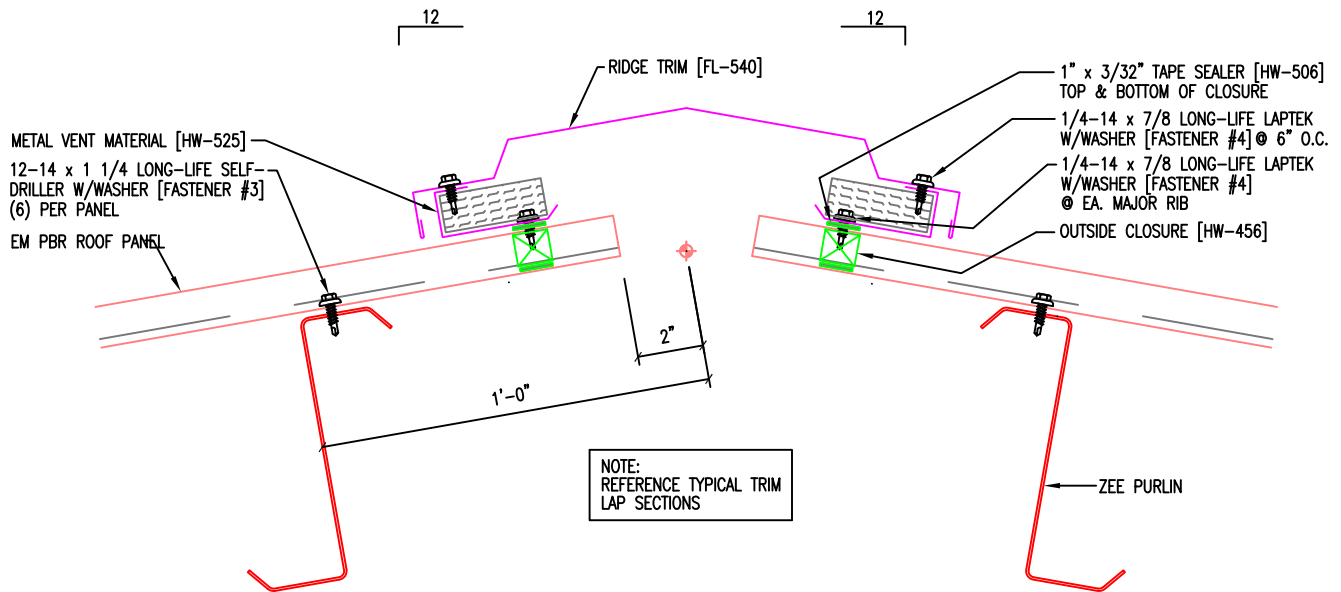 12
12
RIDGE TRIM [FL-540]
1" x 3/32" TAPE SEALER [HW-506]
TOP & BOTTOM OF CLOSURE
METAL VENT MATERIAL [HW-525]
12-14 x 1 1/4 LONG-LIFE SELF-
DRILLER W/WASHER [FASTENER #3]
(6) PER PANEL
EM PBR ROOF PANEL
1/4-14 x 7/8 LONG-LIFE LAPTEK
W/WASHER [FASTENER #4] @ 6" O.C.
1/4-14 x 7/8 LONG-LIFE LAPTEK
W/WASHER [FASTENER #4]
@ EA. MAJOR RIB
OUTSIDE CLOSURE [HW-456]
2"
1'-0"
NOTE:
REFERENCE TYPICAL TRIM
LAP SECTIONS
ZEE PURLIN